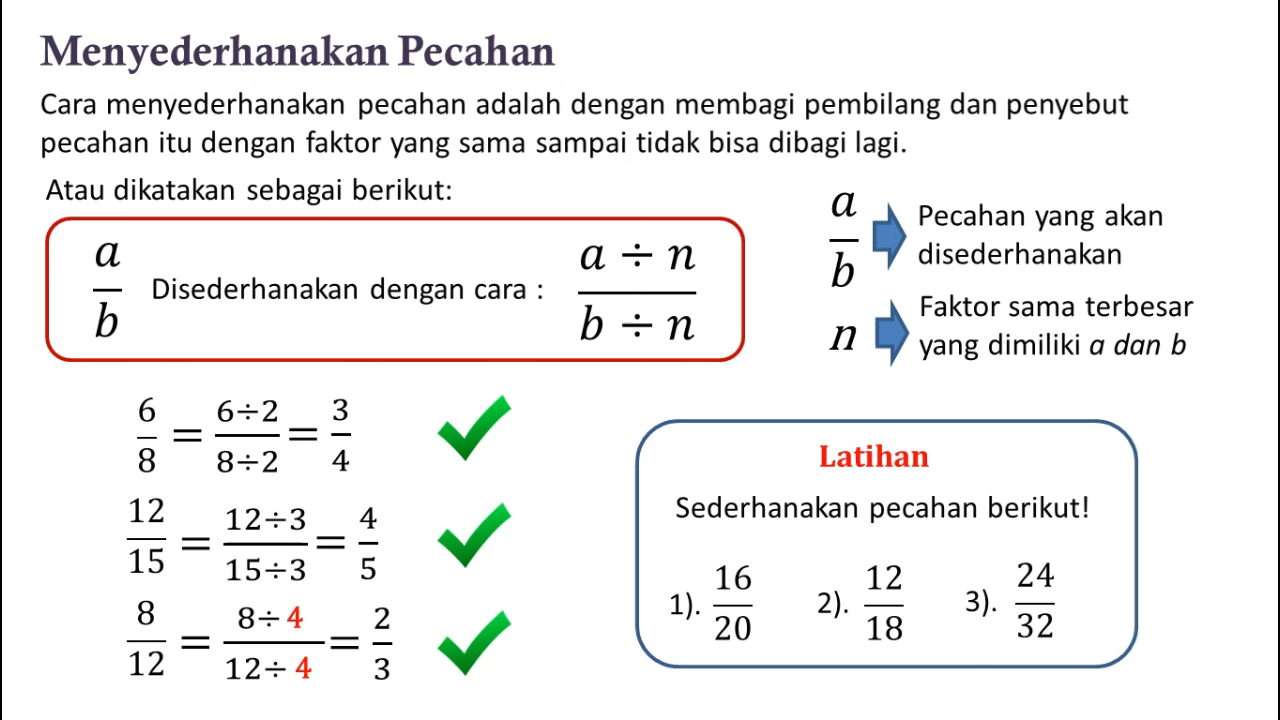 Menyederhanakan Pecahan
Cara menyederhanakan pecahan adalah dengan membagi pembilang dan penyebut
pecahan itu dengan faktor yang sama sampai tidak bisa dibagi lagi.
Atau dikatakan sebagai berikut:
a/b Disederhanakan dengan cara : a ÷ n / b ÷ n
a/b Pecahan yang akan
disederhanakan
n Faktor sama terbesar
yang dimiliki a dan b
6/8 = 6÷2 / 8÷2 = 3/4
12/15 = 12÷3 / 15÷3 = 4/5
8/12 = 8÷ 4 / 12÷ 4 = 2/3
Latihan
Sederhanakan pecahan berikut!
1). 16/20 2). 12/18 3). 24/32